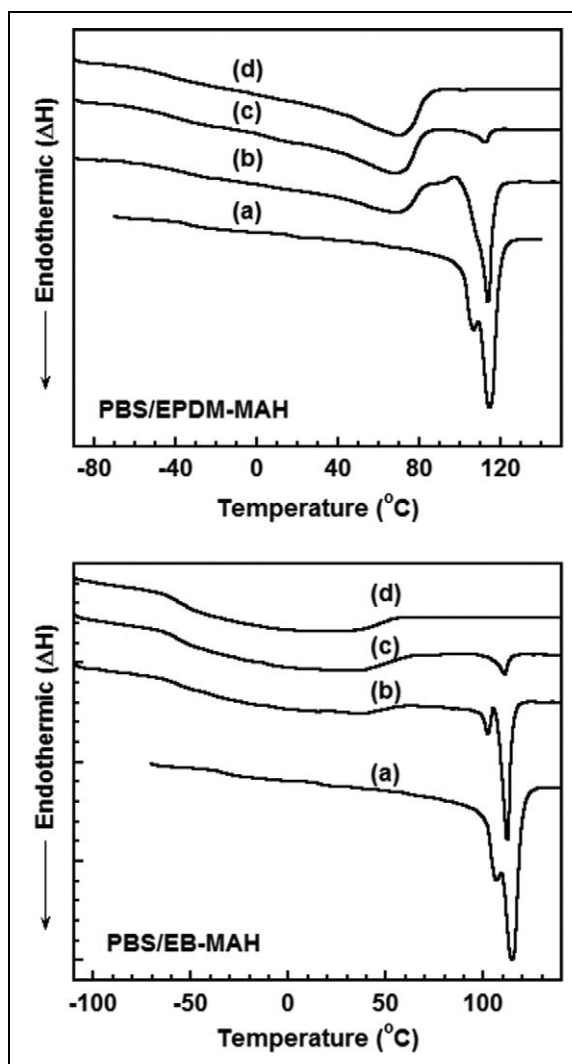 (d)
(c)
(b)
(a)
Endothermic (ΔH)
PBS/EPDM-MAH
-80 -40 0 40 80 120
Temperature (°C)
(d)
(c)
(b)
(a)
Endothermic (ΔH)
PBS/EB-MAH
-100 -50 0 50 100
Temperature (°C)